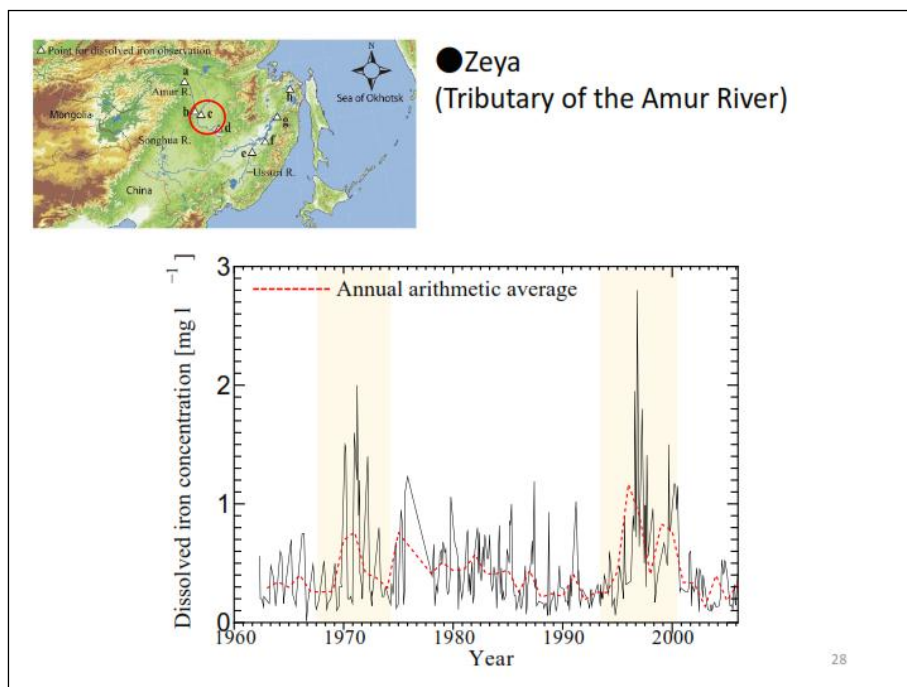 △Point for dissolved iron observation
N
a
Amur R.
h
Sea of Okhotsk
Mongolia
b
c
g
d
Songhua R.
f
e
Ussuri R.
China
●Zeya
(Tributary of the Amur River)
Dissolved iron concentration [mg l⁻¹]
3
2
1
0
Annual arithmetic average
1960 1970 1980 1990 2000
Year
28